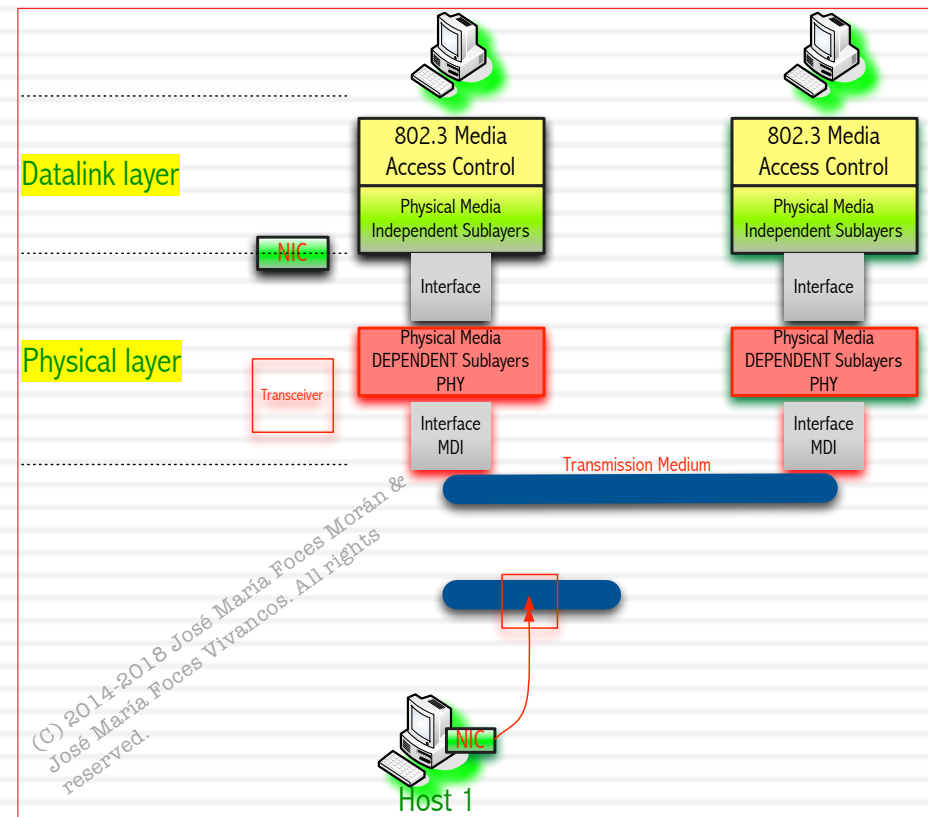 802.3 Media
Access Control
Physical Media
Independent Sublayers
802.3 Media
Access Control
Physical Media
Independent Sublayers
Datalink layer
NIC
Interface
Interface
Physical layer
Physical Media
DEPENDENT Sublayers
PHY
Physical Media
DEPENDENT Sublayers
PHY
Transceiver
Interface
MDI
Interface
MDI
Transmission Medium
(C) 2014-2018 José María Foces Morán &
José María Foces Vivancos. All rights
reserved.
NIC
Host 1